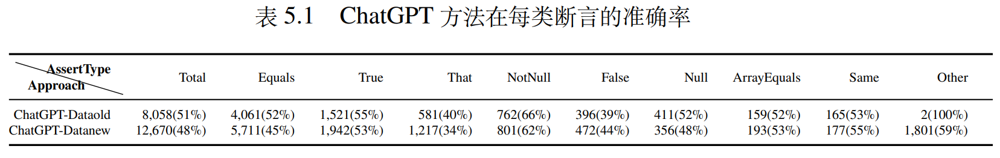 表 5.1 ChatGPT 方法在每类断言的准确率
AssertType
Approach
Total Equals True That NotNull False Null ArrayEquals Same Other
ChatGPT-Dataold 8,058(51%) 4,061(52%) 1,521(55%) 581(40%) 762(66%) 396(39%) 411(52%) 159(52%) 165(53%) 2(100%)
ChatGPT-Datanew 12,670(48%) 5,711(45%) 1,942(53%) 1,217(34%) 801(62%) 472(44%) 356(48%) 193(53%) 177(55%) 1,801(59%)